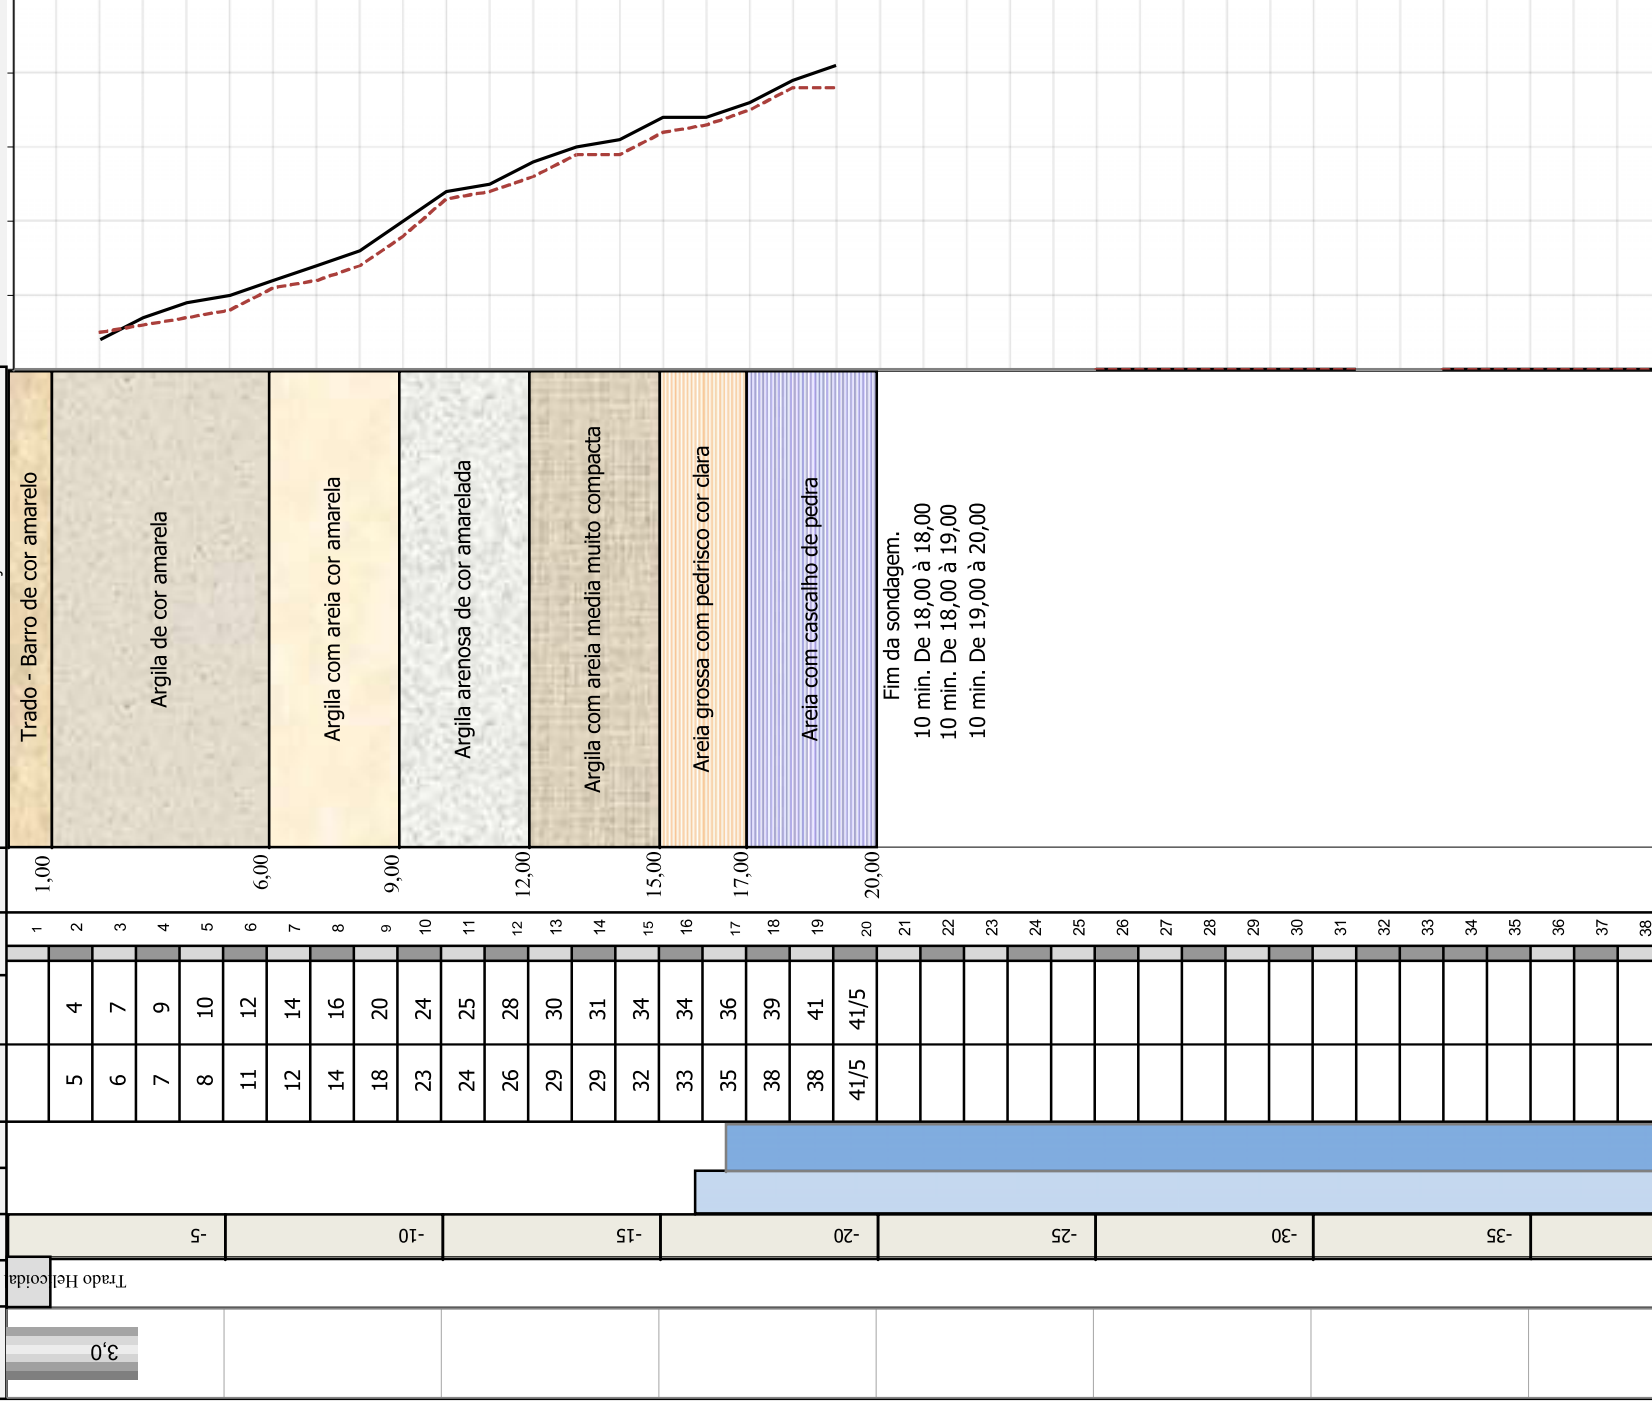 Trado - Barro de cor amarelo
Argila de cor amarela
Argila com areia cor amarela
Argila arenosa de cor amarelada
Argila com areia media muito compacta
Areia grossa com pedrisco cor clara
Areia com cascalho de pedra
Fim da sondagem.
10 min. De 18,00 à 18,00
10 min. De 18,00 à 19,00
10 min. De 19,00 à 20,00
1,00 6,00 9,00 12,00 15,00 17,00 20,00
1 2 3 4 5 6 7 8 9 10 11 12 13 14 15 16 17 18 19 20 21 22 23 24 25 26 27 28 29 30 31 32 33 34 35 36 37 38
4 7 9 10 12 14 16 20 24 25 28 30 31 34 34 36 39 41 41/5
5 6 7 8 11 12 14 18 23 24 26 29 29 32 33 35 38 38 41/5
-5 -10 -15 -20 -25 -30 -35
Trado Helicoidal
3,0